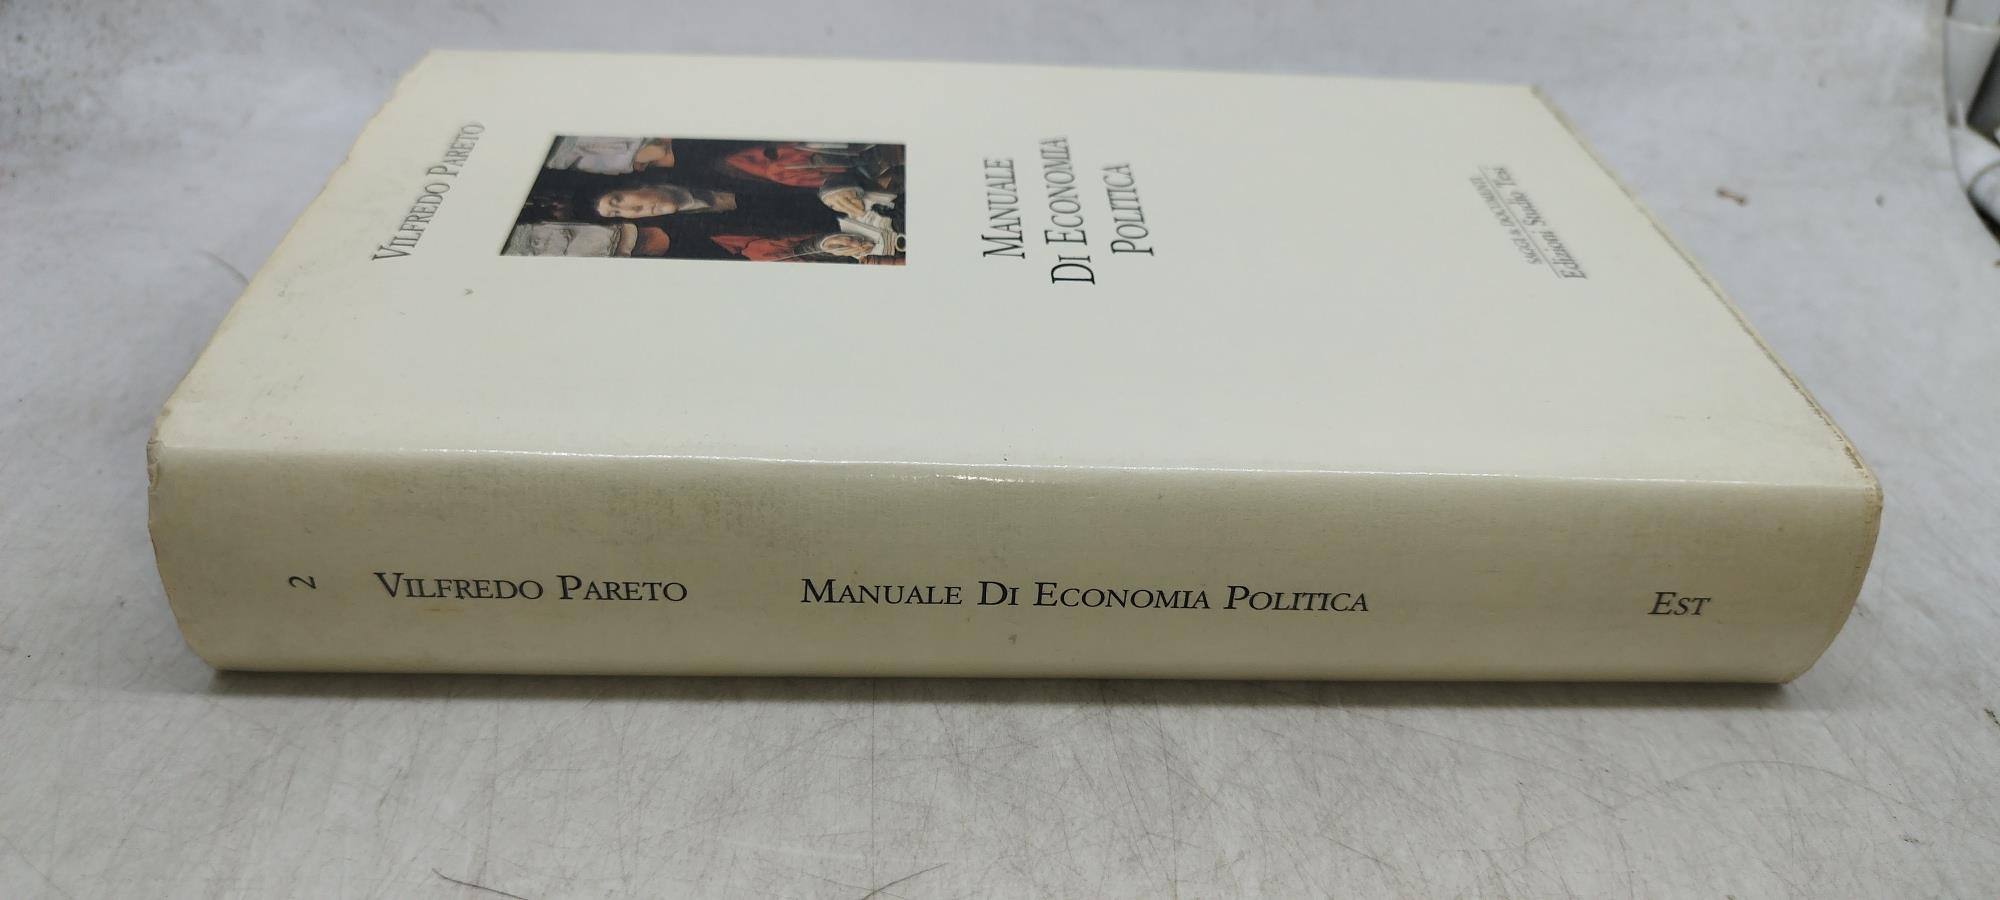 VILFREDO PARETO
MANUALE
DI ECONOMIA
POLITICA
SAGGI & DOCUMENTI
Edizioni Studio Tesi
2
VILFREDO PARETO
MANUALE DI ECONOMIA POLITICA
EST